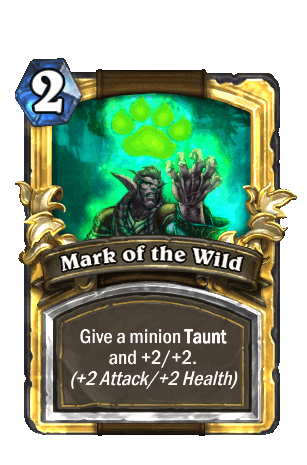 2
Mark of the Wild
Give a minion Taunt
and +2/+2.
(+2 Attack/+2 Health)